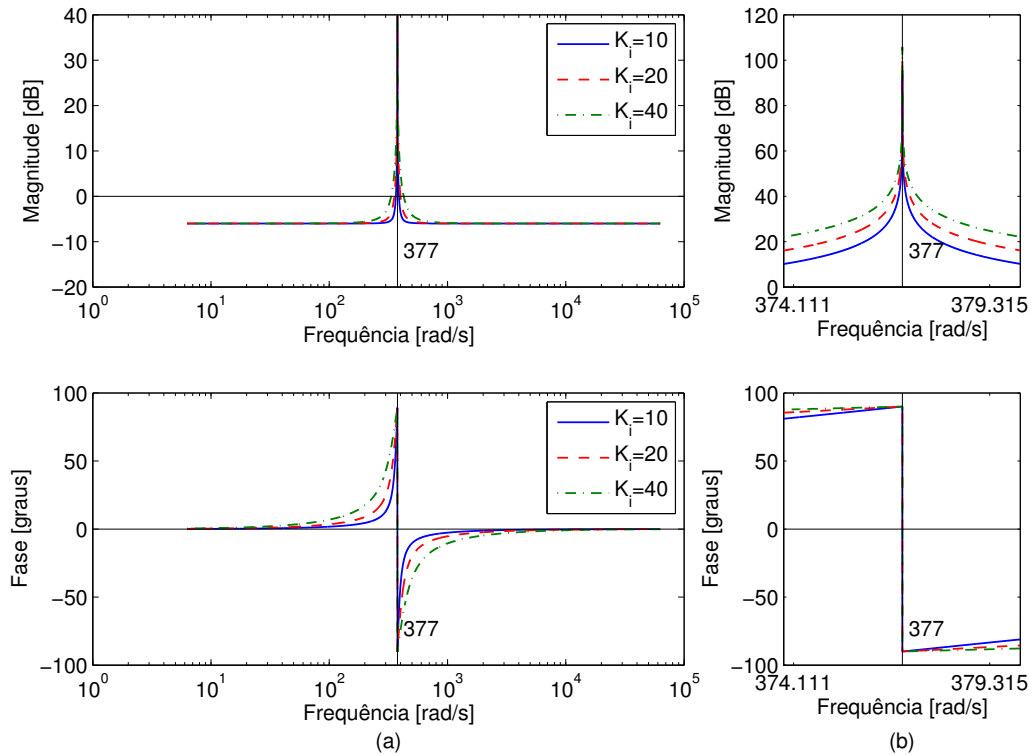 40
30
20
10
0
−10
−20
Magnitude [dB]
K_i=10
K_i=20
K_i=40
377
10^0
10^1
10^2
10^3
10^4
10^5
Frequência [rad/s]
120
100
80
60
40
20
0
Magnitude [dB]
377
374.111
379.315
Frequência [rad/s]
100
50
0
−50
−100
Fase [graus]
K_i=10
K_i=20
K_i=40
377
10^0
10^1
10^2
10^3
10^4
10^5
Frequência [rad/s]
(a)
100
50
0
−50
−100
Fase [graus]
377
374.111
379.315
Frequência [rad/s]
(b)